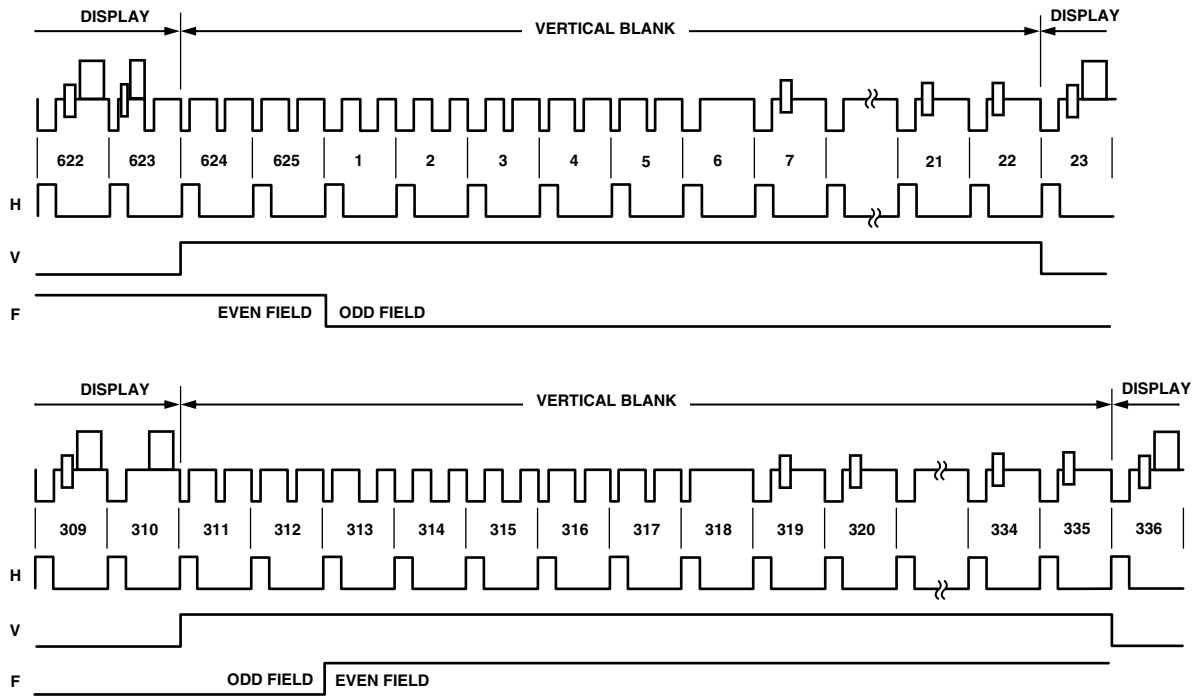 DISPLAY VERTICAL BLANK DISPLAY
622 623 624 625 1 2 3 4 5 6 7 21 22 23
H
V
F EVEN FIELD ODD FIELD
DISPLAY VERTICAL BLANK DISPLAY
309 310 311 312 313 314 315 316 317 318 319 320 334 335 336
H
V
F ODD FIELD EVEN FIELD